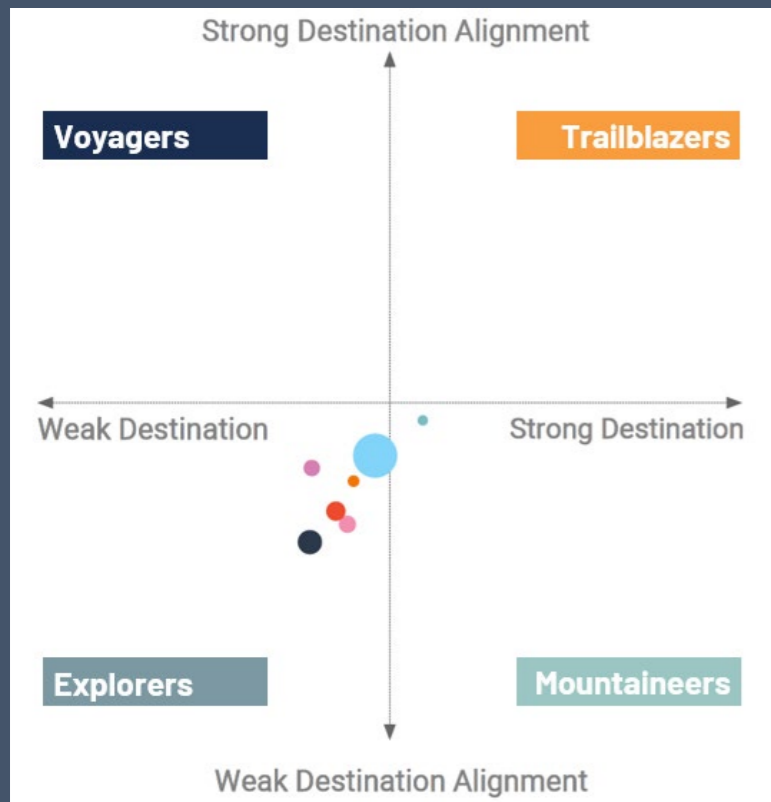 Strong Destination Alignment
Voyagers
Trailblazers
Weak Destination
Strong Destination
Explorers
Mountaineers
Weak Destination Alignment